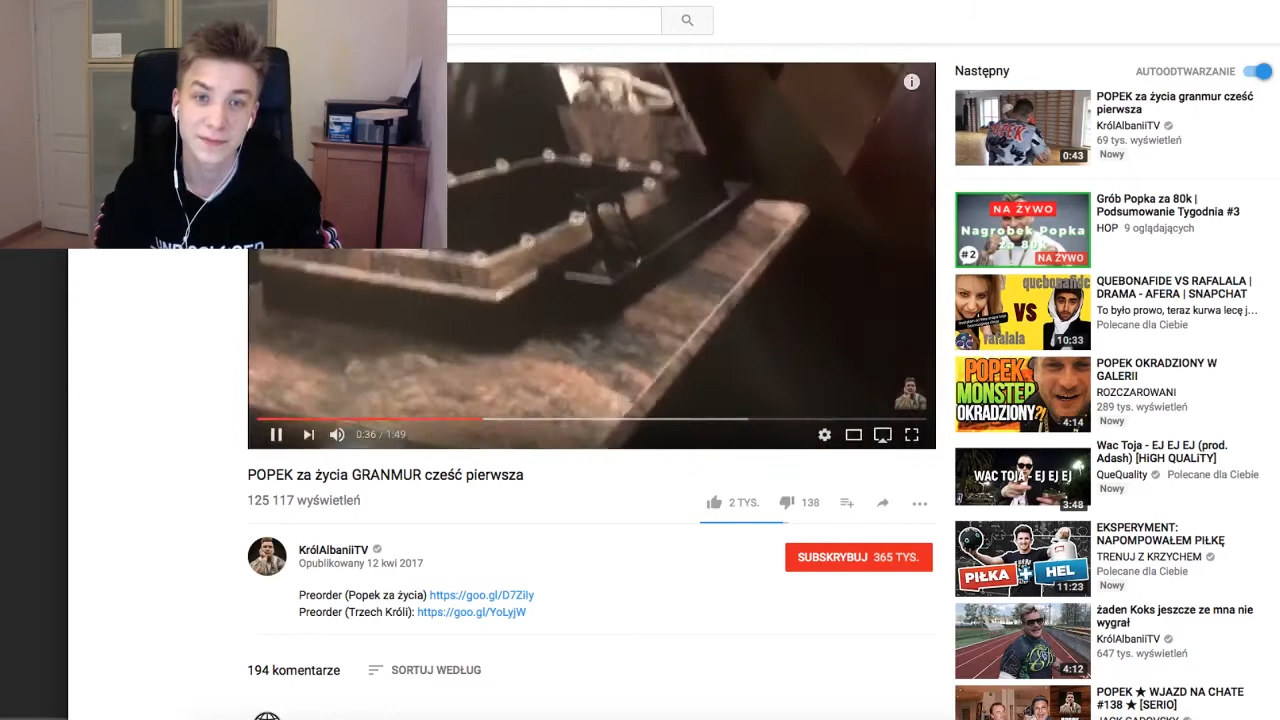 POPEK za życia GRANMUR cześć pierwsza
125 117 wyświetleń
2 TYS.
138
0:36 / 1:49
KrólAlbaniiTV
Opublikowany 12 kwi 2017
SUBSKRYBUJ 365 TYS.
Preorder (Popek za życia) https://goo.gl/D7ZiIy
Preorder (Trzech Króli): https://goo.gl/YoLyjW
194 komentarze
SORTUJ WEDŁUG
Następny
AUTOODTWARZANIE
POPEK
0:43
POPEK za życia granmur cześć
pierwsza
KrólAlbaniiTV
69 tys. wyświetleń
Nowy
NA ŻYWO
Nagrobek Popka
za 80k
#2
NA ŻYWO
Grób Popka za 80k |
Podsumowanie Tygodnia #3
HOP 9 oglądających
quebonafide
VS
rafalala
10:33
QUEBONAFIDE VS RAFALALA |
DRAMA - AFERA | SNAPCHAT
To było prowo, teraz kurwa lecę j...
Polecane dla Ciebie
POPEK
MONSTER
OKRADZIONY?!
4:14
POPEK OKRADZIONY W
GALERII
ROZCZAROWANI
289 tys. wyświetleń
Nowy
WAC TOJA - EJ EJ EJ
3:48
Wac Toja - EJ EJ EJ (prod.
Adash) [HiGH QUALiTY]
QueQuality Polecane dla Ciebie
Nowy
PIŁKA + HEL
11:23
EKSPERYMENT:
NAPOMPOWAŁEM PIŁKĘ
TRENUJ Z KRZYCHEM
Polecane dla Ciebie
Nowy
4:12
żaden Koks jeszcze ze mna nie
wygrał
KrólAlbaniiTV
647 tys. wyświetleń
POPEK ★ WJAZD NA CHATE
#138 ★ [SERIO]